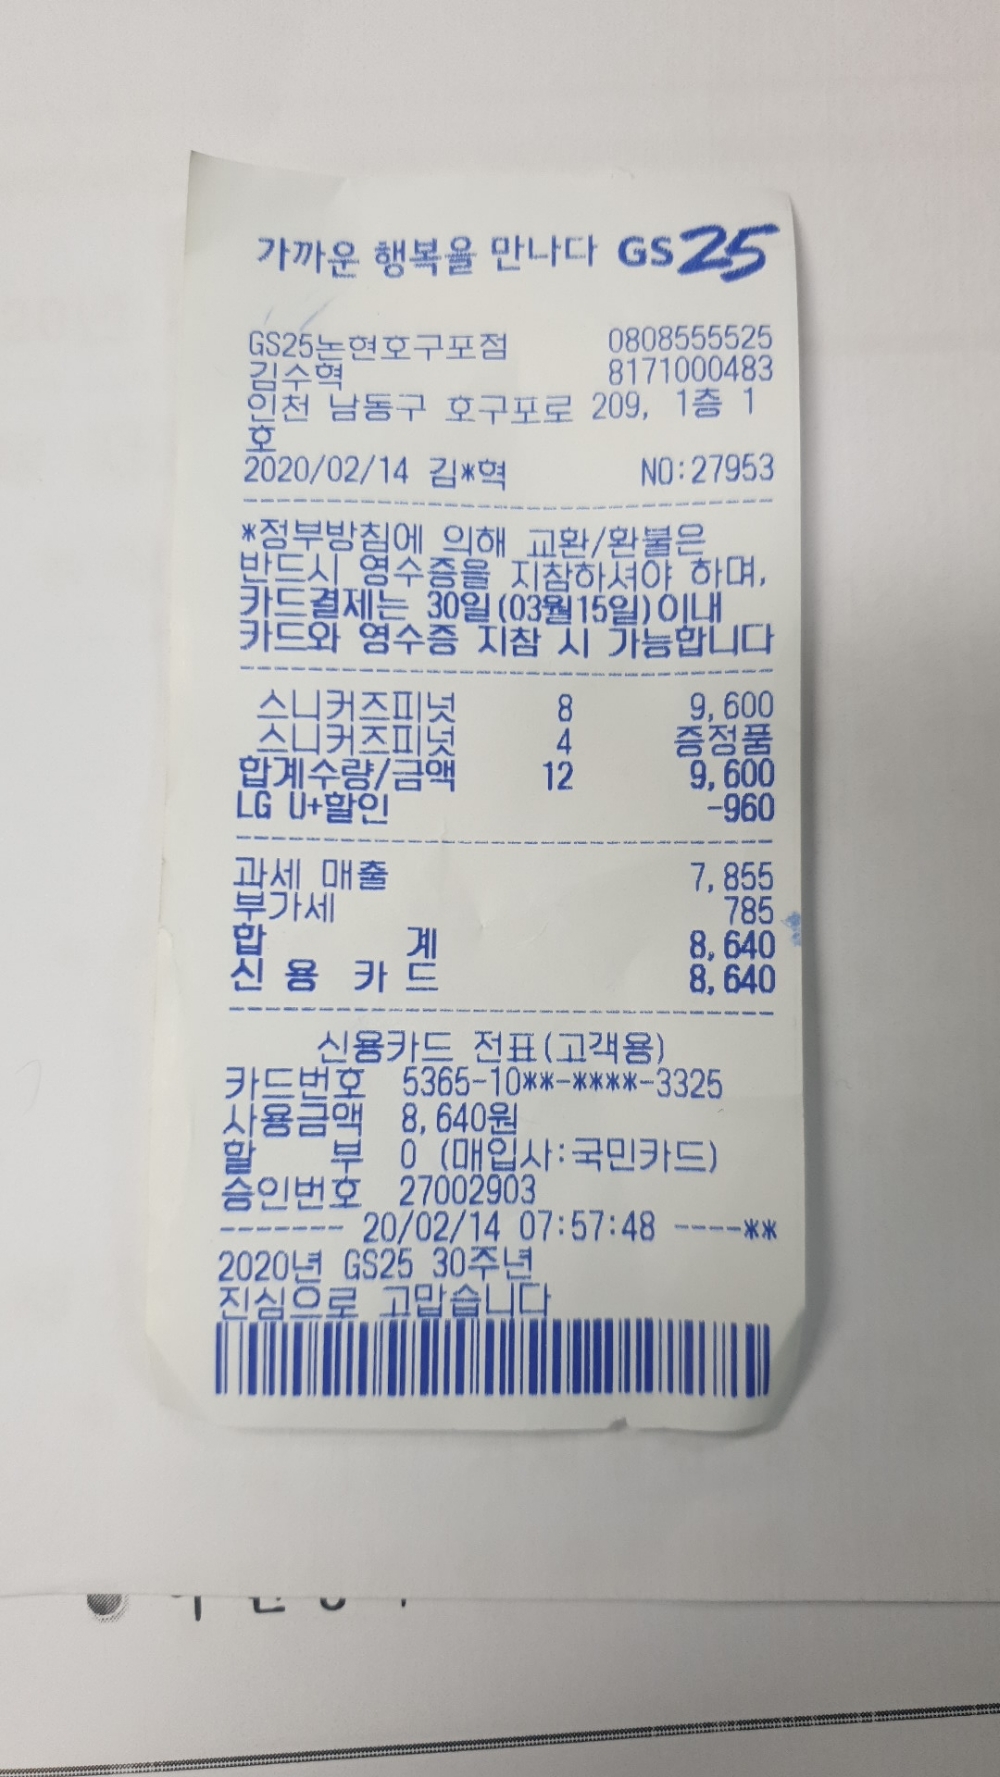 가까운 행복을 만나다 GS25
GS25논현호구포점 0808555525
김수혁 8171000483
인천 남동구 호구포로 209, 1층 1
호
2020/02/14 김*혁 NO:27953
*정부방침에 의해 교환/환불은
반드시 영수증을 지참하셔야 하며,
카드결제는 30일(03월15일)이내
카드와 영수증 지참 시 가능합니다
스니커즈피넛 8 9,600
스니커즈피넛 4 증정품
합계수량/금액 12 9,600
LG U+할인 -960
과세 매출 7,855
부가세 785
합 계 8,640
신 용 카 드 8,640
신용카드 전표(고객용)
카드번호 5365-10**-****-3325
사용금액 8,640원
할 부 0 (매입사:국민카드)
승인번호 27002903
------- 20/02/14 07:57:48 ----**
2020년 GS25 30주년
진심으로 고맙습니다